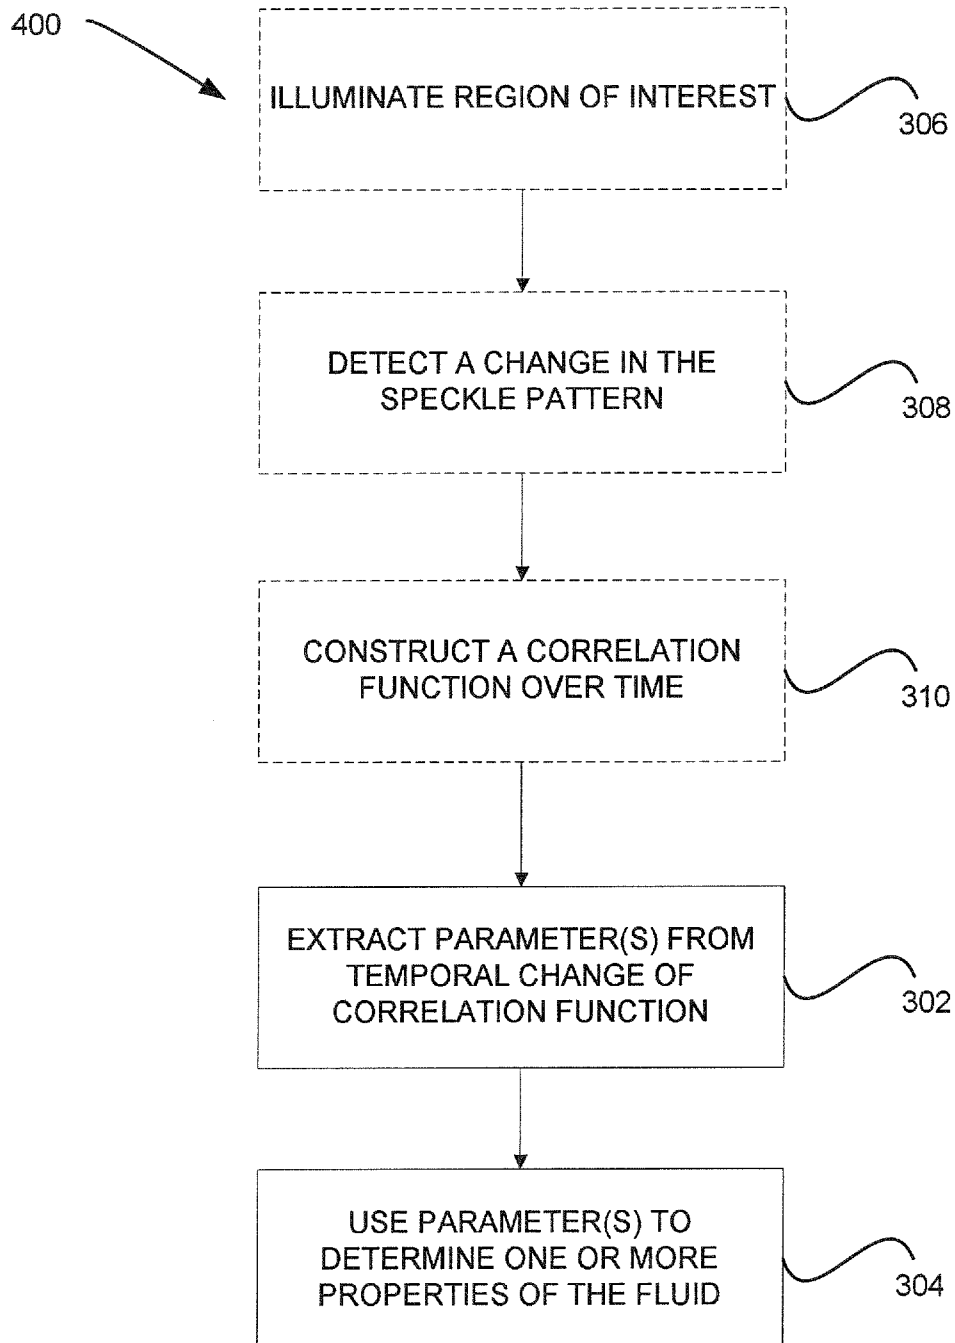 400
ILLUMINATE REGION OF INTEREST
306
DETECT A CHANGE IN THE
SPECKLE PATTERN
308
CONSTRUCT A CORRELATION
FUNCTION OVER TIME
310
EXTRACT PARAMETER(S) FROM
TEMPORAL CHANGE OF
CORRELATION FUNCTION
302
USE PARAMETER(S) TO
DETERMINE ONE OR MORE
PROPERTIES OF THE FLUID
304